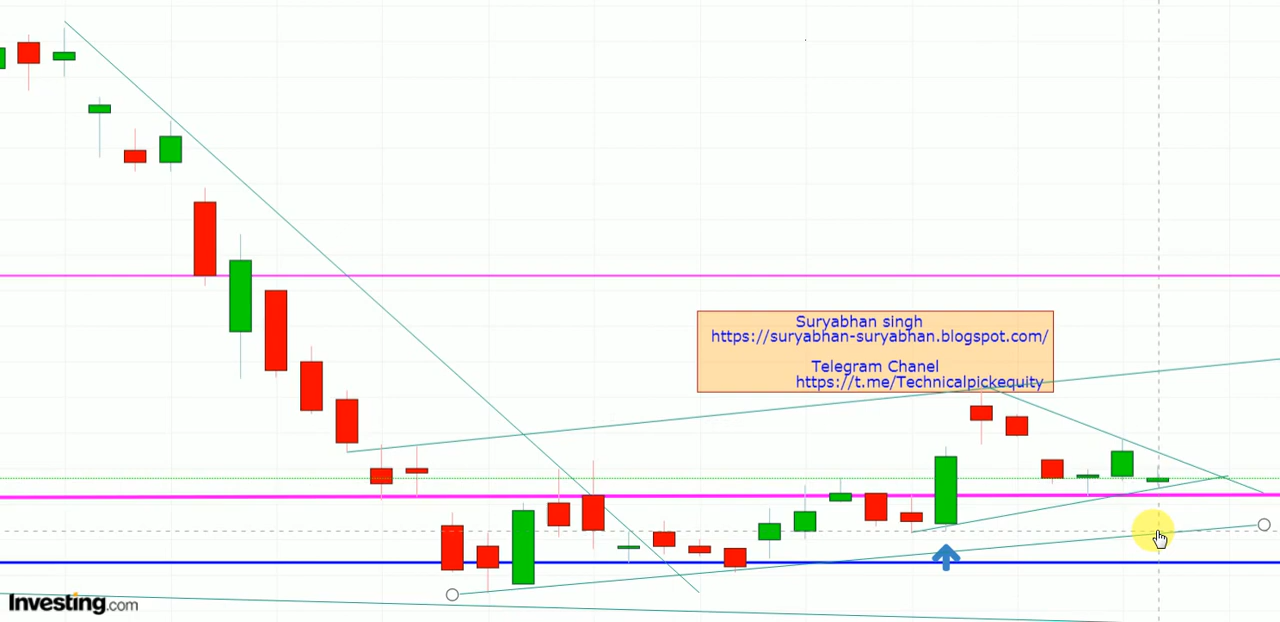 Suryabhan singh
https://suryabhan-suryabhan.blogspot.com/
Telegram Chanel
https://t.me/Technicalpickequity
Investing.com